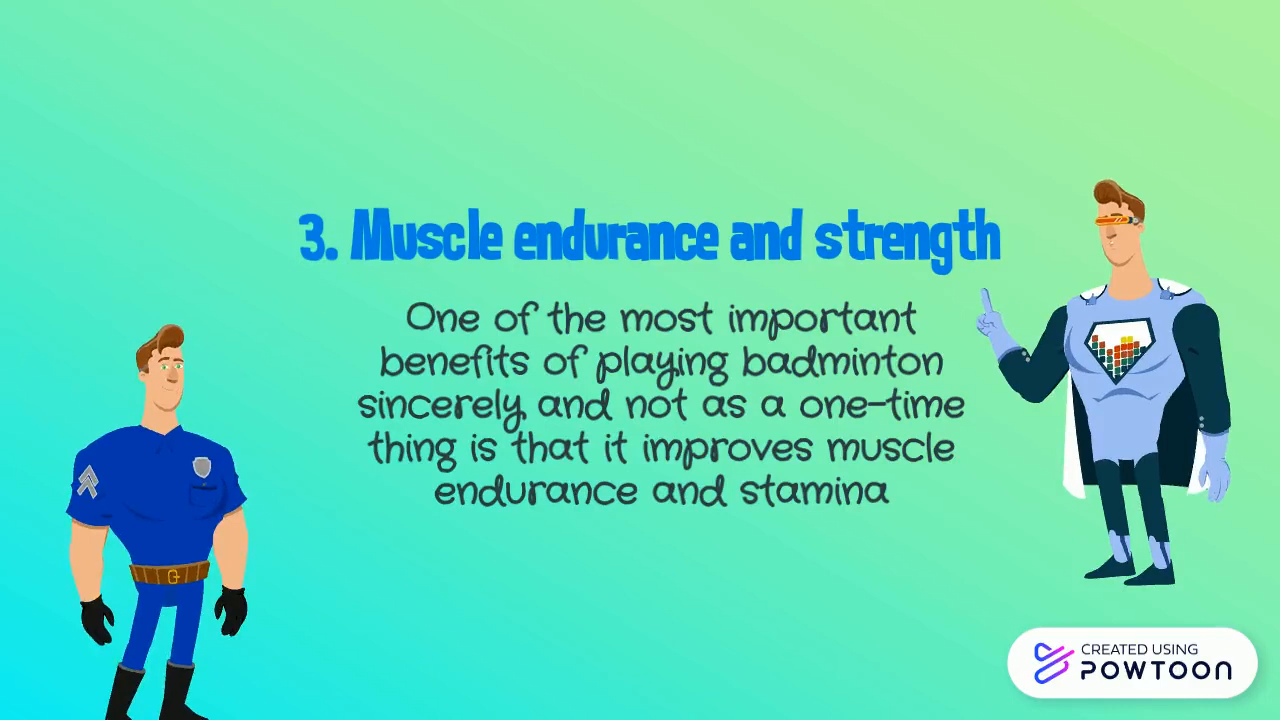 3. Muscle endurance and strength
One of the most important
benefits of playing badminton
sincerely and not as a one-time
thing is that it improves muscle
endurance and stamina
CREATED USING
POWTOON